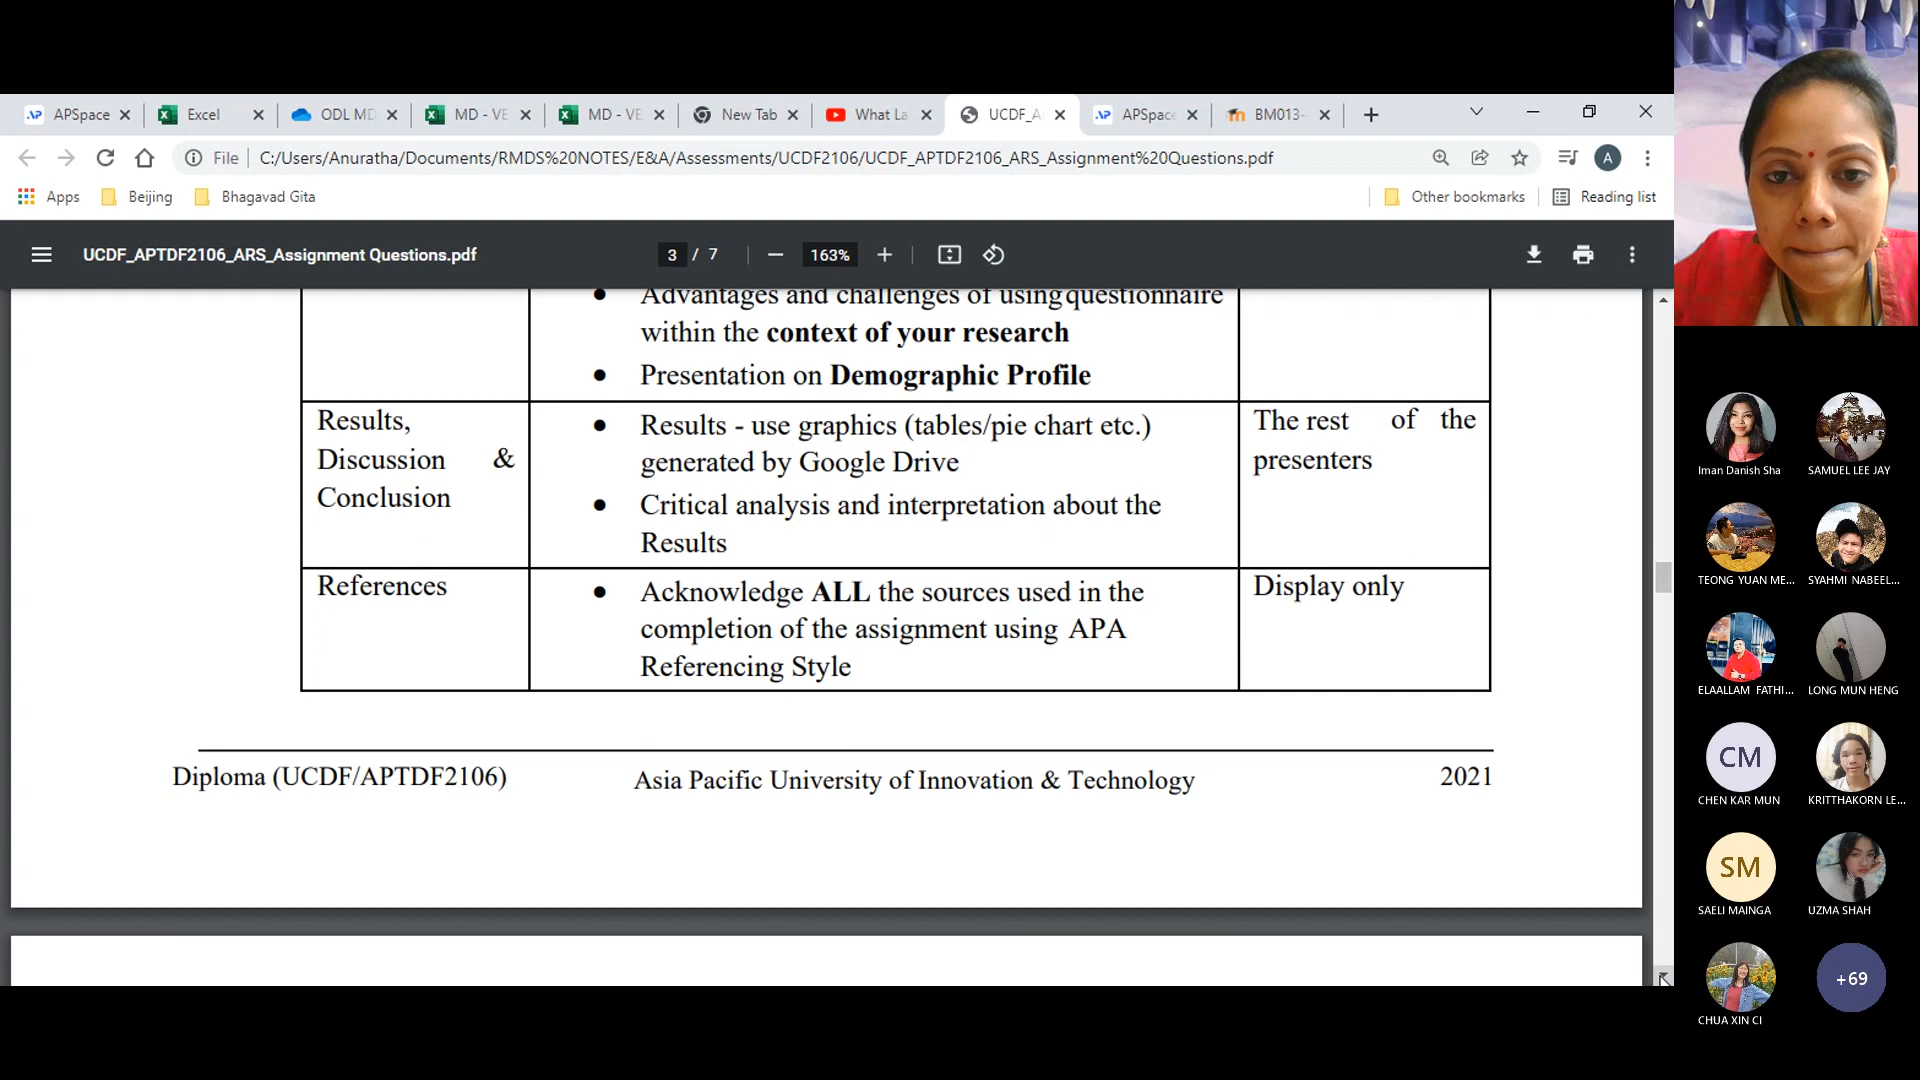 APSpace
Excel
ODL MD
MD - VE
MD - VE
New Tab
What La
UCDF_A
APSpace
BM013-
File
C:/Users/Anuratha/Documents/RMDS%20NOTES/E&A/Assessments/UCDF2106/UCDF_APTDF2106_ARS_Assignment%20Questions.pdf
A
Apps
Beijing
Bhagavad Gita
Other bookmarks
Reading list
UCDF_APTDF2106_ARS_Assignment Questions.pdf
3 / 7
163%
• Advantages and challenges of using questionnaire
within the context of your research
• Presentation on Demographic Profile
Results,
Discussion &
Conclusion
• Results - use graphics (tables/pie chart etc.)
generated by Google Drive
• Critical analysis and interpretation about the
Results
The rest of the
presenters
References
• Acknowledge ALL the sources used in the
completion of the assignment using APA
Referencing Style
Display only
Diploma (UCDF/APTDF2106)
Asia Pacific University of Innovation & Technology
2021
Iman Danish Sha
SAMUEL LEE JAY
TEONG YUAN ME...
SYAHMI NABEEL...
ELAALLAM FATHI...
LONG MUN HENG
CM
CHEN KAR MUN
KRITTHAKORN LE...
SM
SAELI MAINGA
UZMA SHAH
CHUA XIN CI
+69